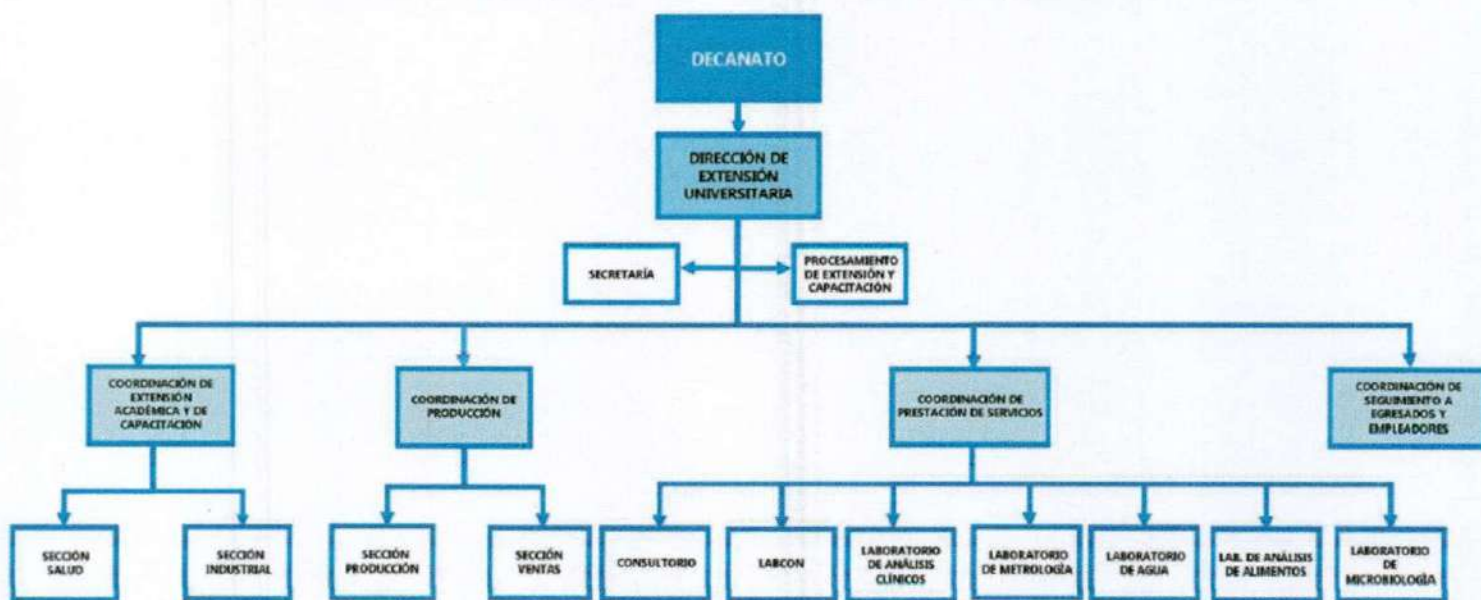 DECANATO
DIRECCIÓN DE
EXTENSIÓN
UNIVERSITARIA
SECRETARÍA
PROCESAMIENTO
DE EXTENSIÓN Y
CAPACITACIÓN
COORDINACIÓN DE
EXTENSIÓN
ACADÉMICA Y DE
CAPACITACIÓN
COORDINACIÓN DE
PRODUCCIÓN
COORDINACIÓN DE
PRESTACIÓN DE SERVICIOS
COORDINACIÓN DE
SEGUIMIENTO A
EGRESADOS Y
EMPLEADORES
SECCIÓN
SALUD
SECCIÓN
INDUSTRIAL
SECCIÓN
PRODUCCIÓN
SECCIÓN
VENTAS
CONSULTORIO
LABCON
LABORATORIO
DE ANÁLISIS
CLÍNICOS
LABORATORIO
DE METROLOGÍA
LABORATORIO
DE AGUA
LAB. DE ANÁLISIS
DE ALIMENTOS
LABORATORIO
DE
MICROBIOLOGÍA